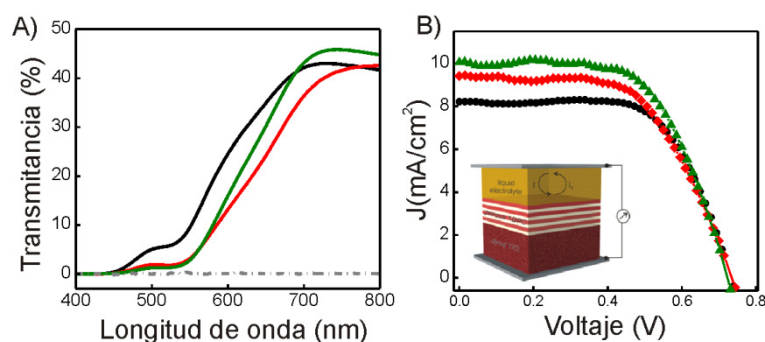 A)
Transmitancia (%)
50
40
30
20
10
0
400 500 600 700 800
Longitud de onda (nm)
B)
J(mA/cm²)
10
8
6
4
2
0
0.0 0.2 0.4 0.6 0.8
Voltaje (V)
liquid
electrolyte